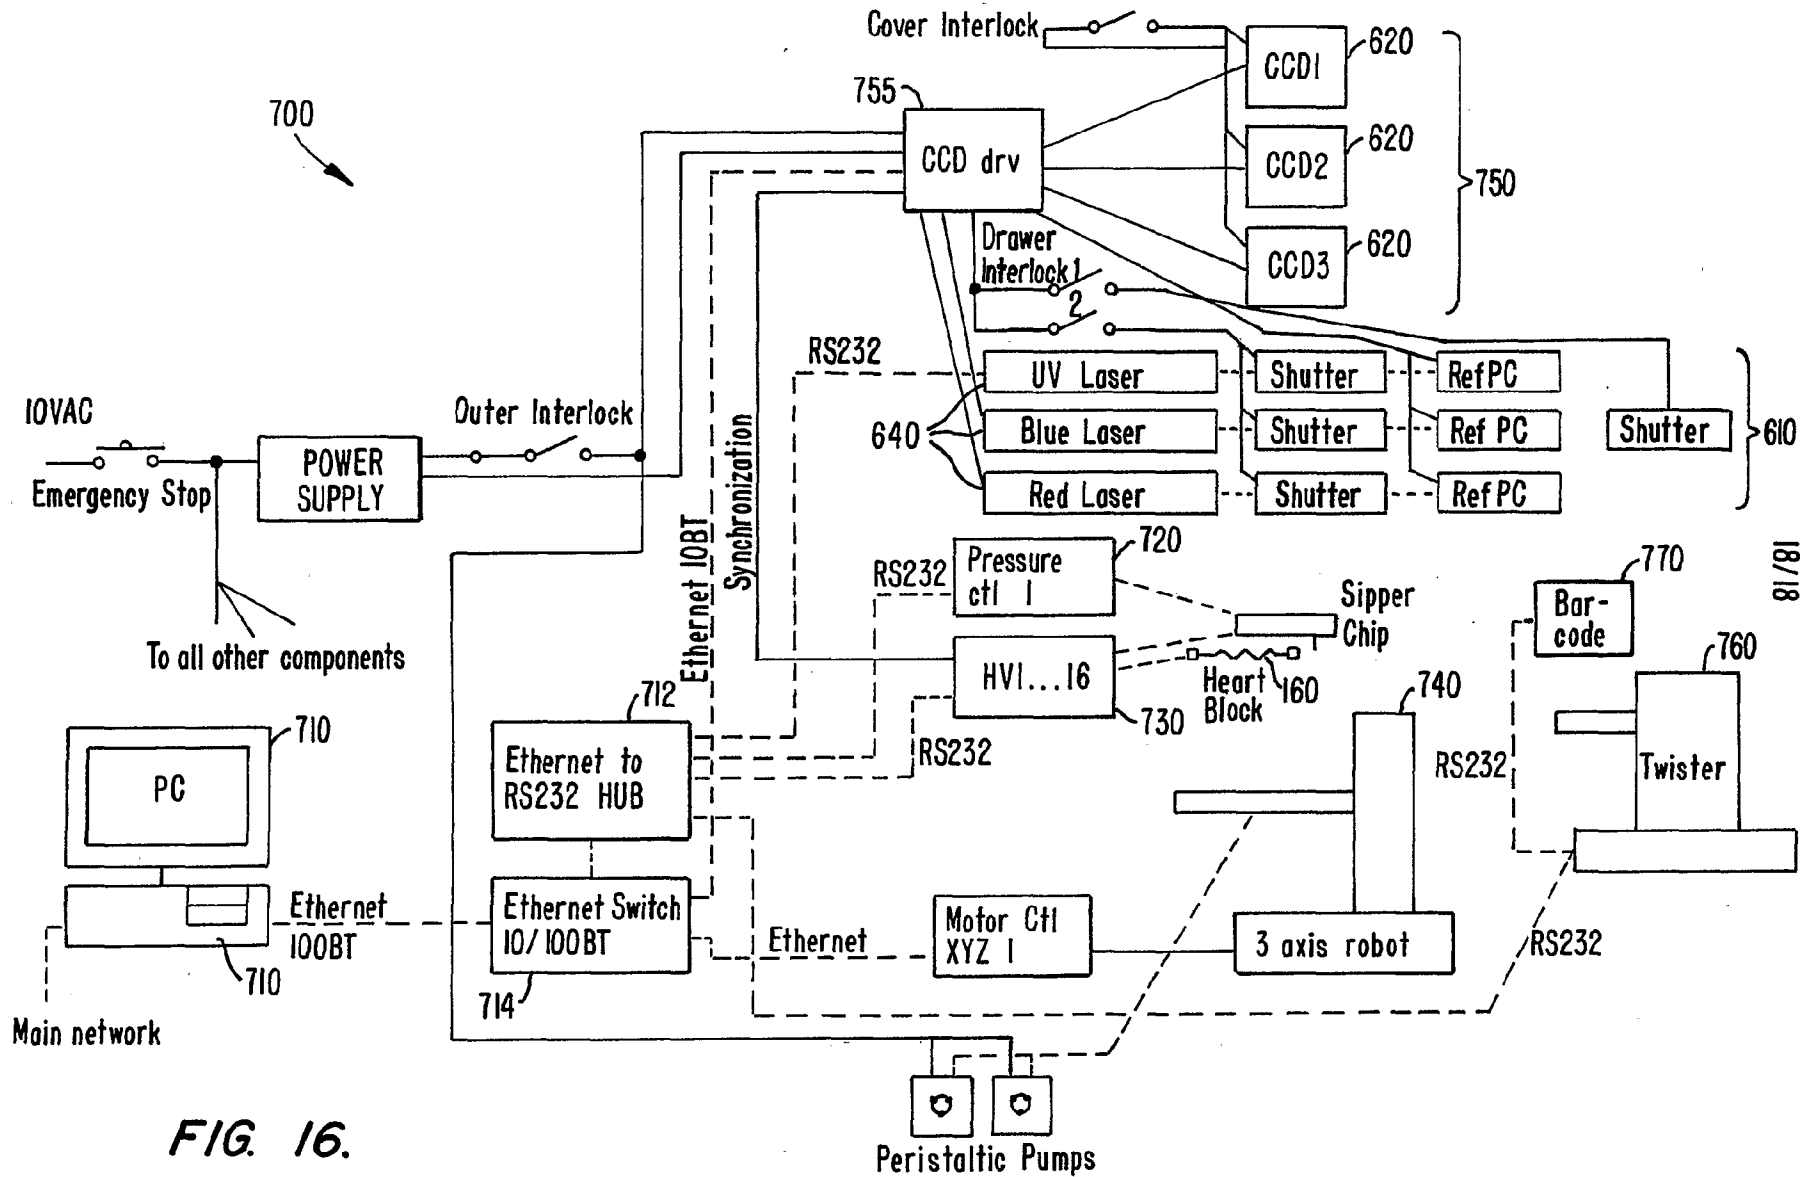 Cover Interlock
CCD1
620
755
700
CCD drv
CCD2
620
750
CCD3
620
Drawer
Interlock 1
2
RS232
UV Laser
Shutter
Ref PC
10VAC
Outer Interlock
640
Blue Laser
Shutter
Ref PC
Shutter
610
POWER
SUPPLY
Emergency Stop
Red Laser
Shutter
Ref PC
Synchronization
Ethernet 10BT
720
Pressure
ctl 1
RS232
Sipper
Chip
770
Bar-
code
18/18
To all other components
760
HV1...16
Heart
Block
160
740
712
730
710
RS232
RS232
Twister
PC
Ethernet to
RS232 HUB
Ethernet
100BT
Ethernet Switch
10/100BT
Ethernet
Motor Ctl
XYZ 1
3 axis robot
RS232
710
714
Main network
Peristaltic Pumps
FIG. 16.